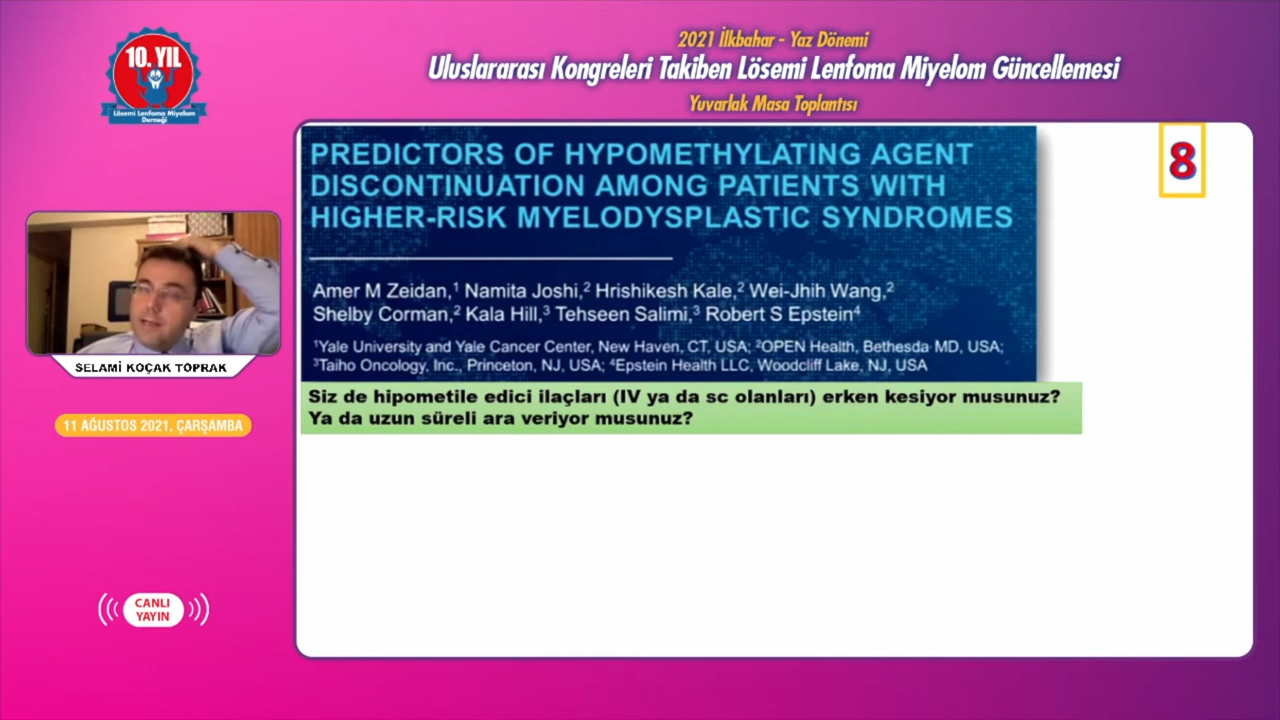 2021 İlkbahar - Yaz Dönemi
Uluslararası Kongreleri Takiben Lösemi Lenfoma Miyelom Güncellemesi
Yuvarlak Masa Toplantısı
10. YIL
Lösemi Lenfoma Miyelom
Derneği
8
PREDICTORS OF HYPOMETHYLATING AGENT
DISCONTINUATION AMONG PATIENTS WITH
HIGHER-RISK MYELODYSPLASTIC SYNDROMES
Amer M Zeidan,¹ Namita Joshi,² Hrishikesh Kale,² Wei-Jhih Wang,²
Shelby Corman,² Kala Hill,³ Tehseen Salimi,³ Robert S Epstein⁴
¹Yale University and Yale Cancer Center, New Haven, CT, USA; ²OPEN Health, Bethesda MD, USA;
³Taiho Oncology, Inc., Princeton, NJ, USA; ⁴Epstein Health LLC, Woodcliff Lake, NJ, USA
Siz de hipometile edici ilaçları (IV ya da sc olanları) erken kesiyor musunuz?
Ya da uzun süreli ara veriyor musunuz?
SELAMİ KOÇAK TOPRAK
11 AĞUSTOS 2021, ÇARŞAMBA
CANLI
YAYIN